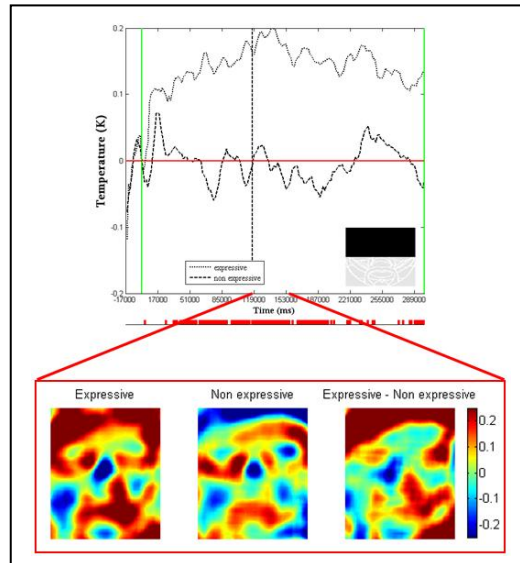 Temperature (K)
0.2
0.1
0
-0.1
-0.2
expressive
non expressive
-17000 17000 51000 85000 119000 153000 187000 221000 255000 289000
Time (ms)
Expressive Non expressive Expressive - Non expressive
0.2
0.1
0
-0.1
-0.2